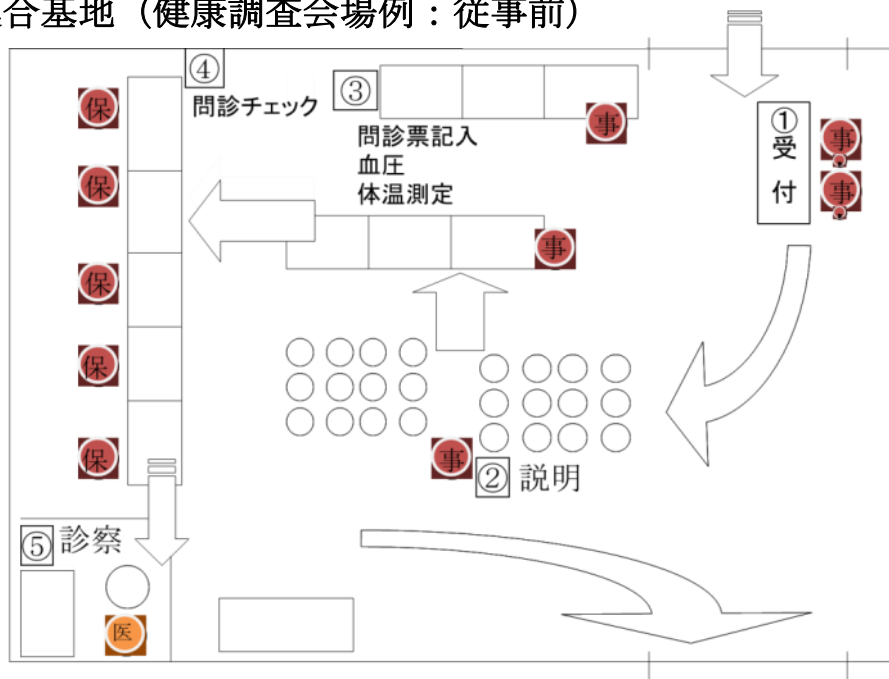 合基地（健康調査会場例：従事前）
④
問診チェック
③
問診票記入
血圧
体温測定
①
受
付
事
事
事
事
保
保
保
保
保
事
② 説明
⑤ 診察
医